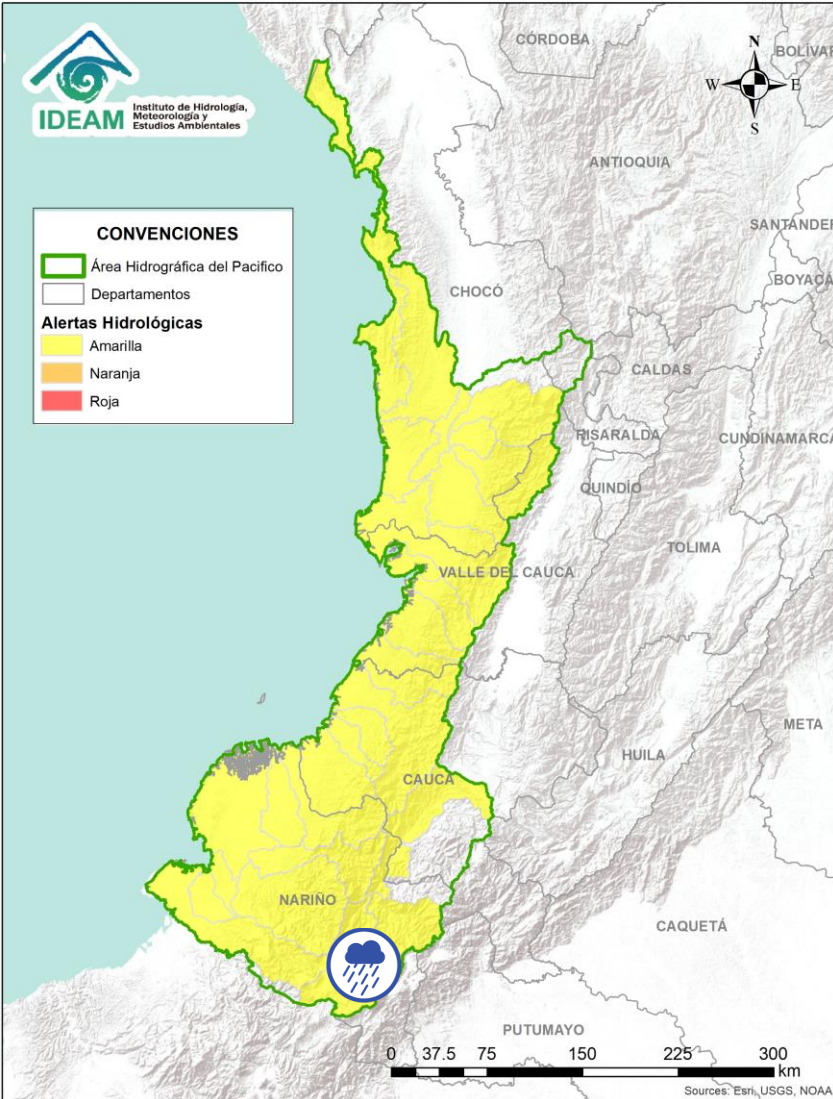 IDEAM
Instituto de Hidrología,
Meteorología y
Estudios Ambientales
N
W
E
S
CONVENCIONES
Área Hidrográfica del Pacifico
Departamentos
Alertas Hidrológicas
Amarilla
Naranja
Roja
CÓRDOBA
BOLÍVAR
ANTIOQUIA
SANTANDER
BOYACÁ
CHOCÓ
CALDAS
RISARALDA
CUNDINAMARCA
QUINDÍO
TOLIMA
VALLE DEL CAUCA
META
HUILA
CAUCA
NARIÑO
CAQUETÁ
PUTUMAYO
0 37.5 75 150 225 300
km
Sources: Esri, USGS, NOAA